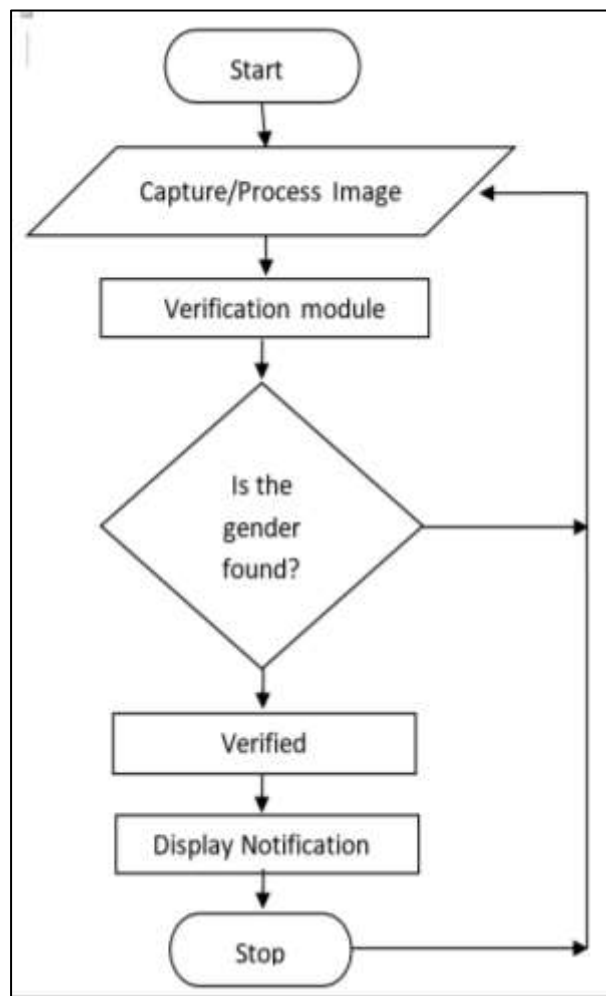 Start
Capture/Process Image
Verification module
Is the
gender
found?
Verified
Display Notification
Stop